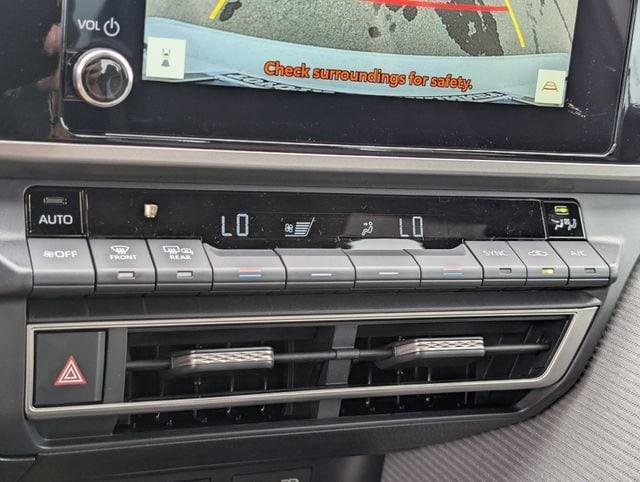 VOL
Check surroundings for safety.
AUTO
LO
LO
OFF
FRONT
REAR
SYNC
A/C